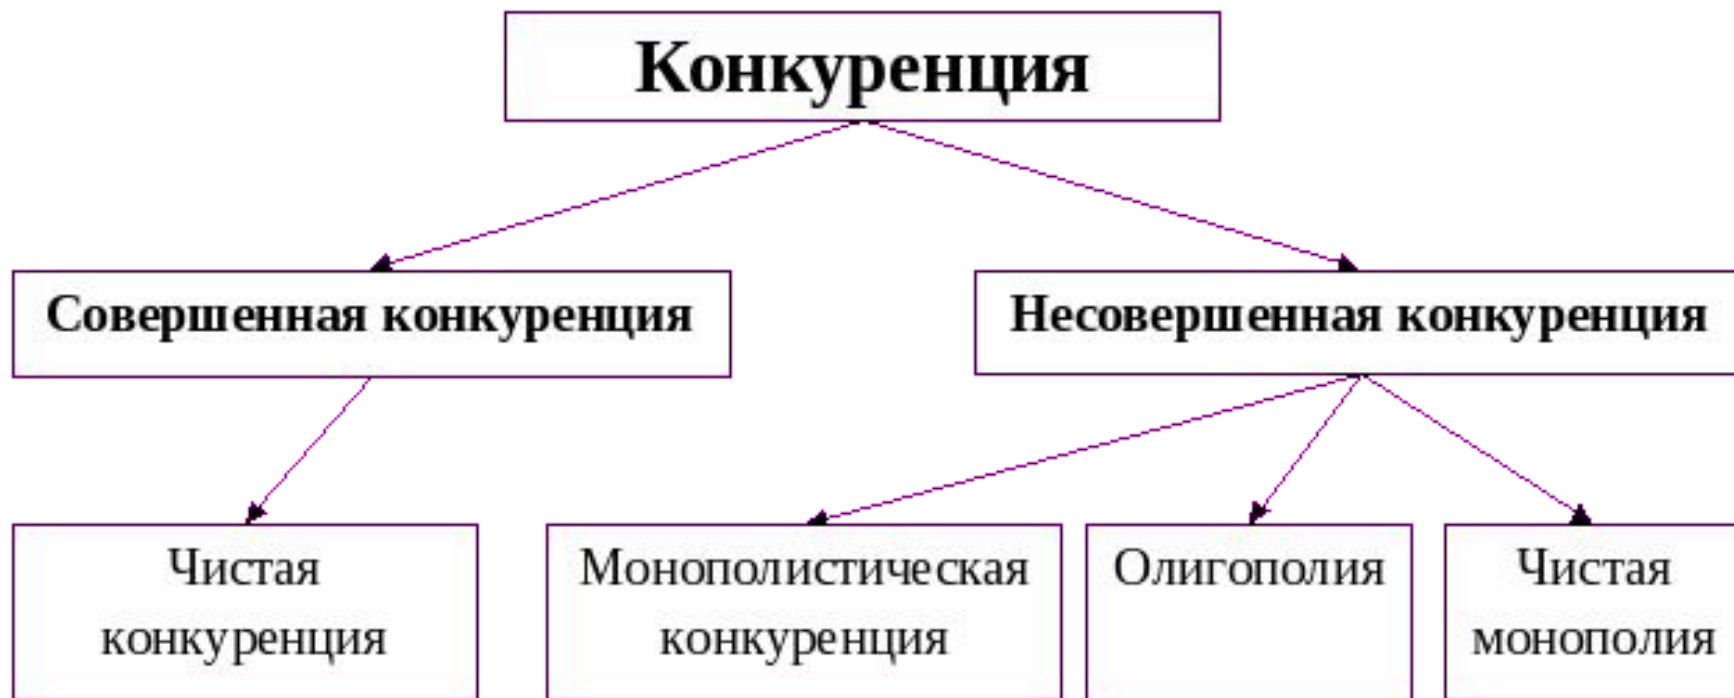 Конкуренция
Совершенная конкуренция
Несовершенная конкуренция
Чистая
конкуренция
Монополистическая
конкуренция
Олигополия
Чистая
монополия